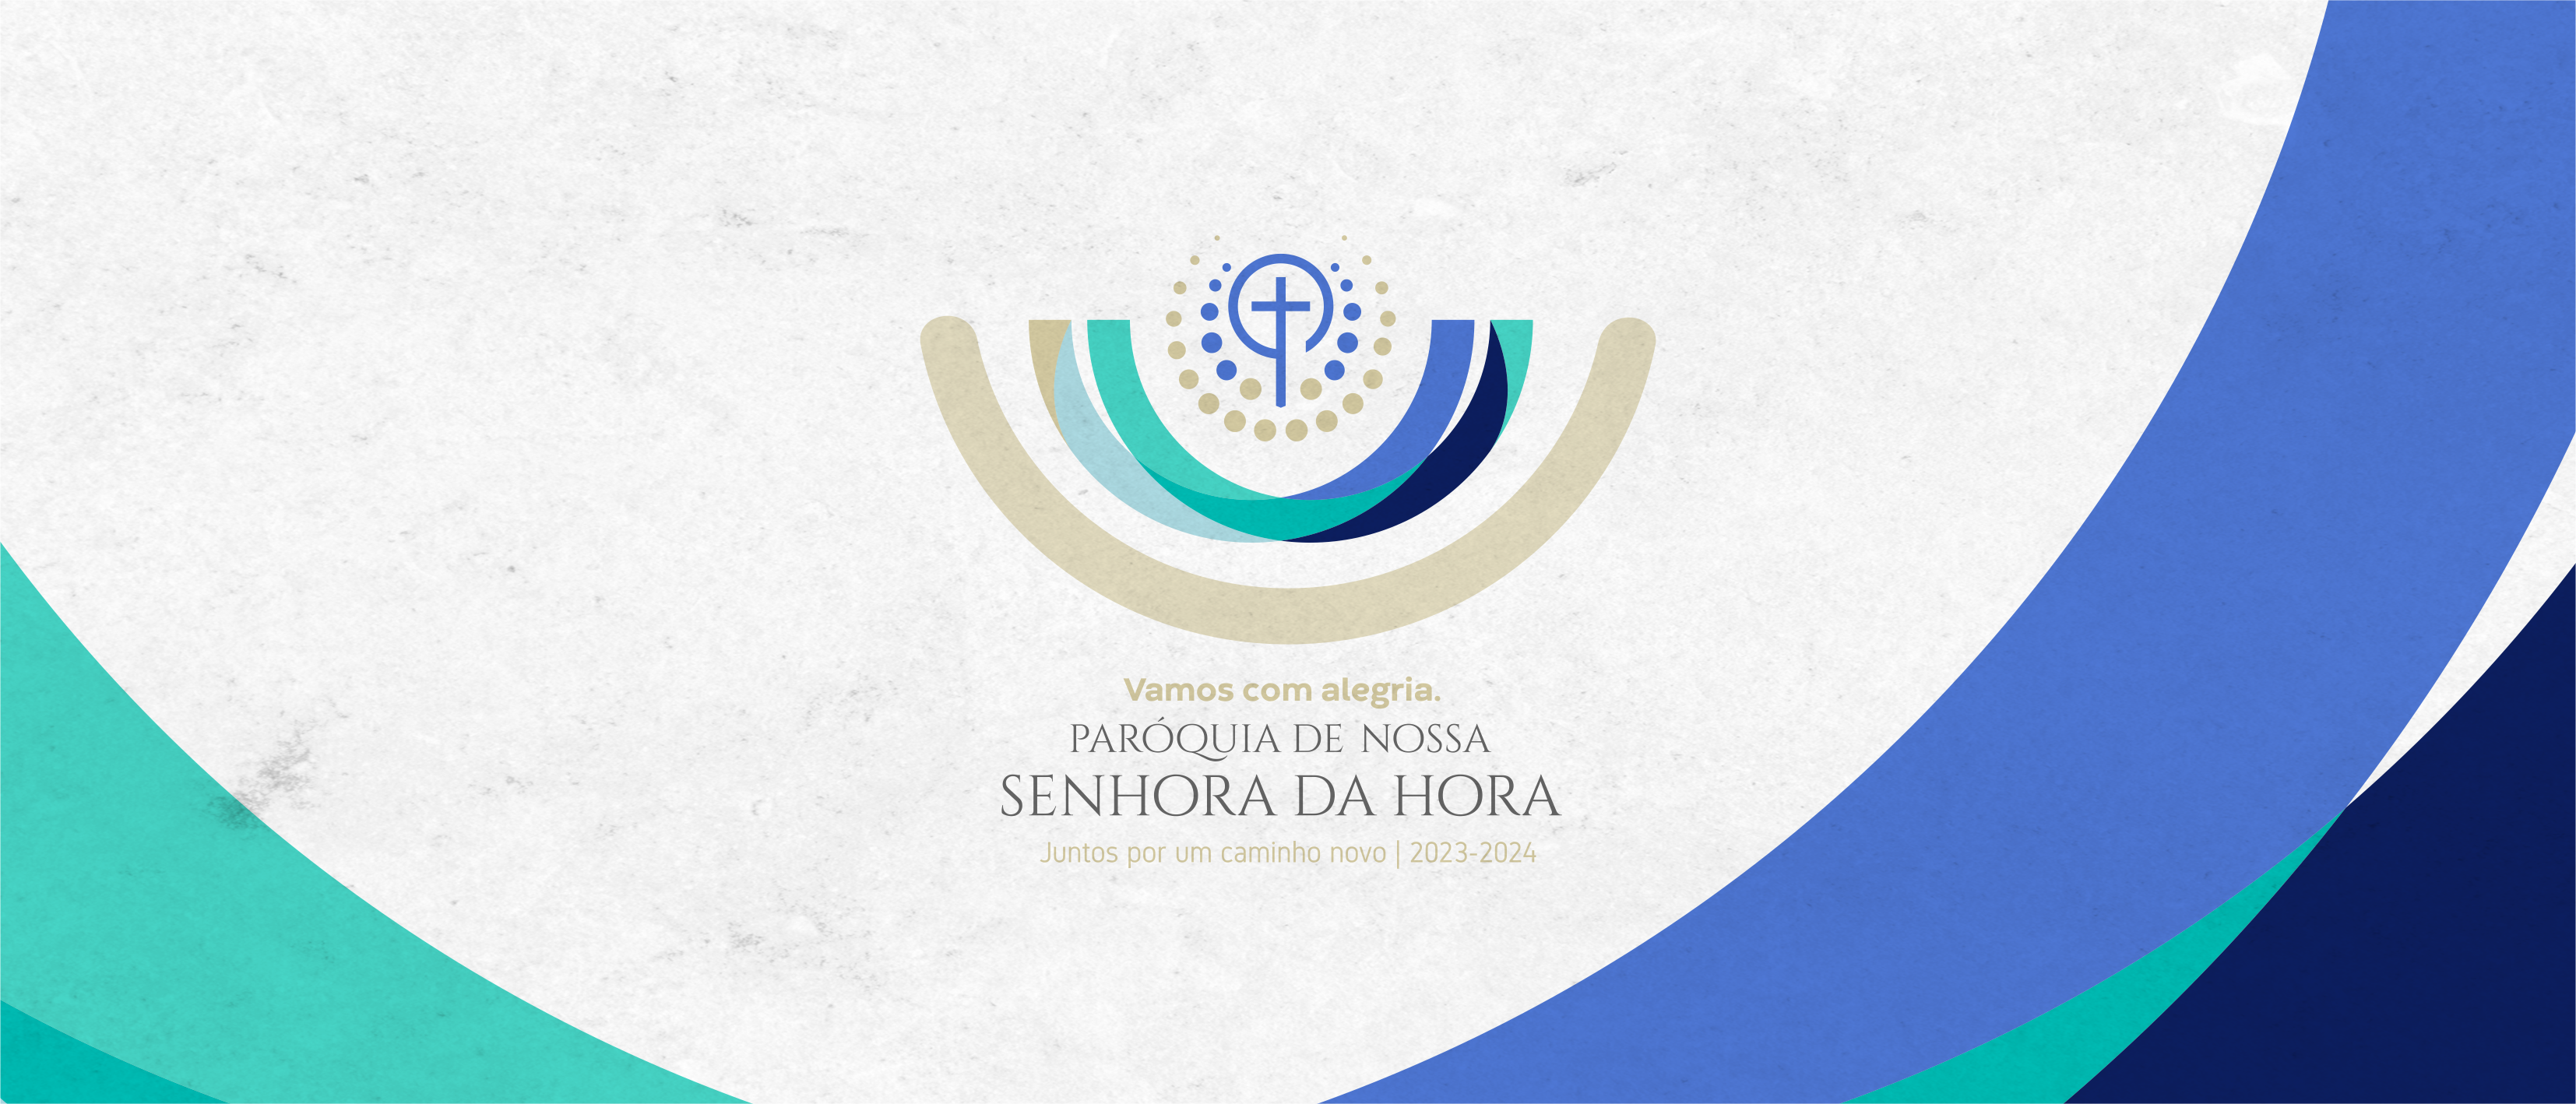 Vamos com alegria.
PARÓQUIA DE NOSSA
SENHORA DA HORA
Juntos por um caminho novo | 2023-2024